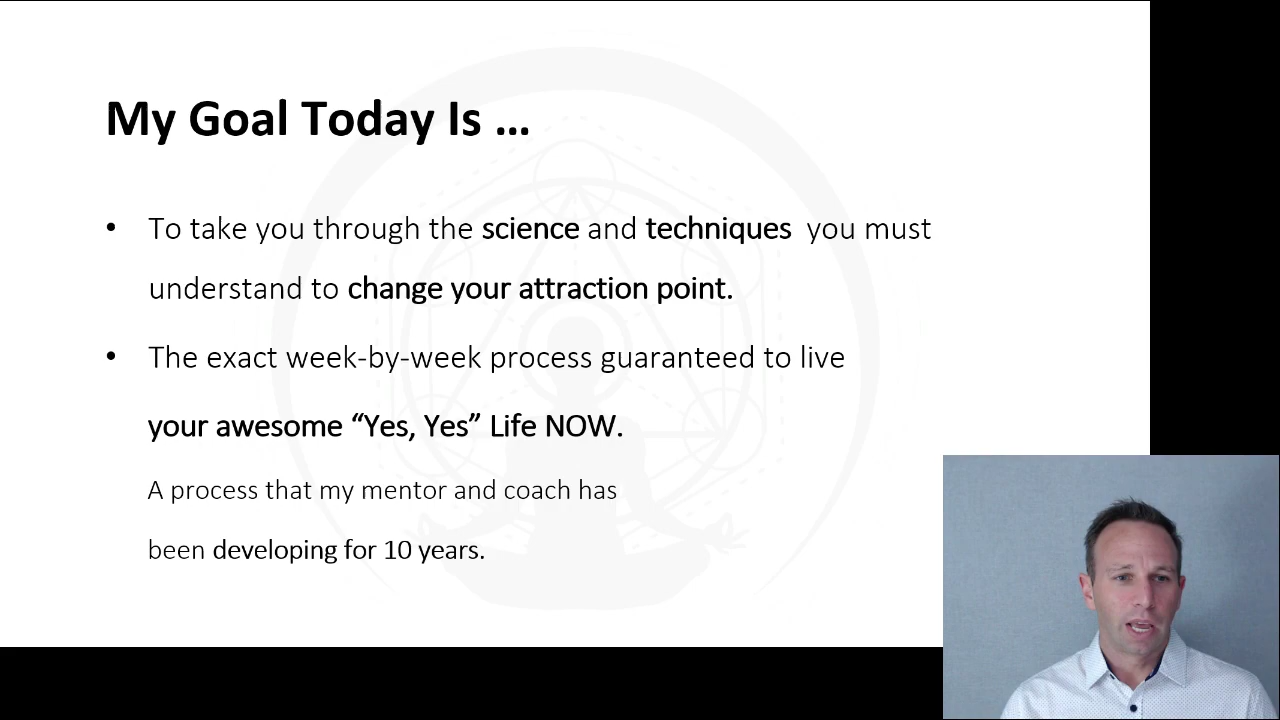 My Goal Today Is ...
• To take you through the science and techniques you must
understand to change your attraction point.
• The exact week-by-week process guaranteed to live
your awesome “Yes, Yes” Life NOW.
A process that my mentor and coach has
been developing for 10 years.